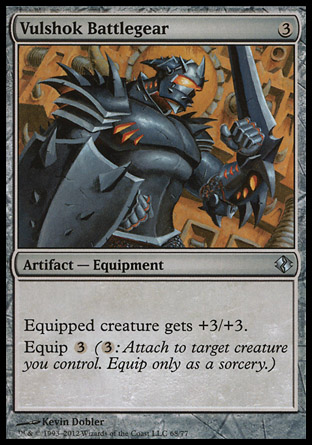 Vulshok Battlegear 3
Artifact — Equipment
Equipped creature gets +3/+3.
Equip 3 (3: Attach to target creature
you control. Equip only as a sorcery.)
Kevin Dobler
™& © 1993–2012 Wizards of the Coast LLC 68/77